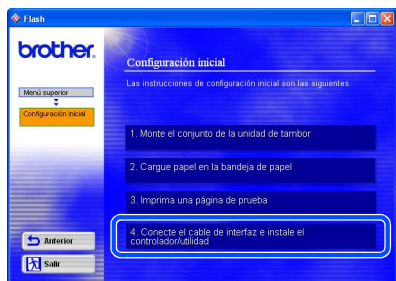 Flash
brother.
Configuración inicial
Las instrucciones de configuración inicial son las siguientes.
Menú superior
Configuración inicial
1. Monte el conjunto de la unidad de tambor
2. Cargue papel en la bandeja de papel
3. Imprima una página de prueba
4. Conecte el cable de interfaz e instale el
controlador/utilidad
Anterior
Salir